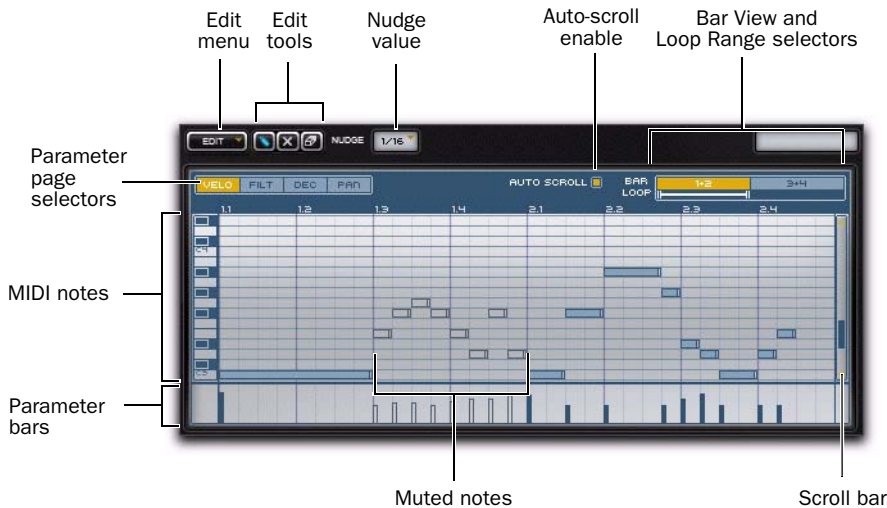 Edit
menu
Edit
tools
Nudge
value
Auto-scroll
enable
Bar View and
Loop Range selectors
EDIT
NUDGE
1/16
Parameter
page
selectors
VELO FILT DEC PAN
AUTO SCROLL
BAR
LOOP
1+2
3+4
1.1 1.2 1.3 1.4 2.1 2.2 2.3 2.4
C4
MIDI notes
C3
Parameter
bars
Muted notes
Scroll bar